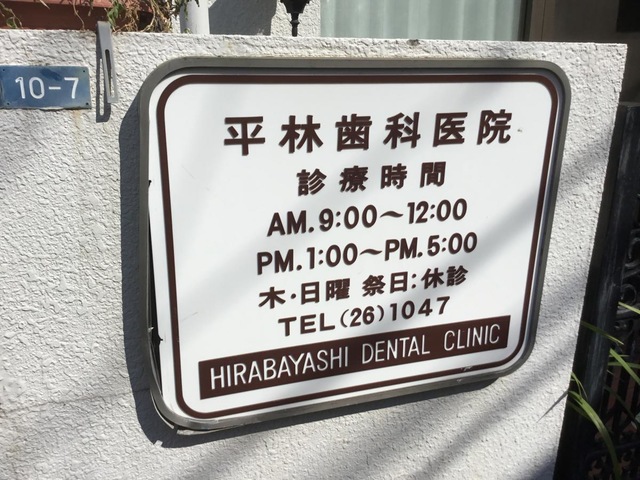 10-7
平林歯科医院
診療時間
AM.9:00～12:00
PM.1:00～PM.5:00
木・日曜 祭日:休診
TEL(26)1047
HIRABAYASHI DENTAL CLINIC